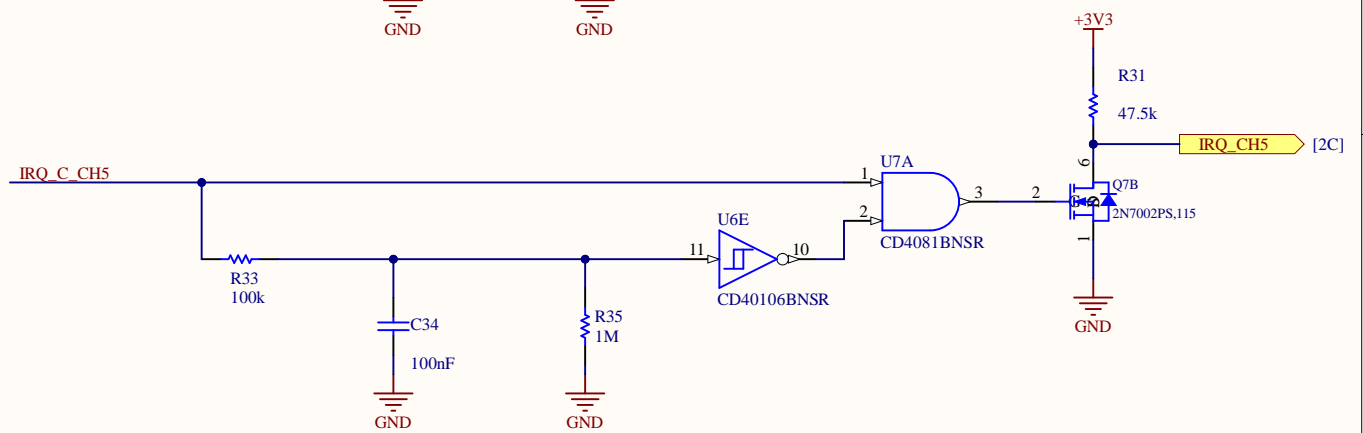 GND
GND
+3V3
R31
47.5k
IRQ_CH5
[2C]
6
Q7B
2N7002PS,115
2
1
GND
IRQ_C_CH5
U7A
1
2
3
CD4081BNSR
U6E
11
10
CD40106BNSR
R33
100k
C34
100nF
GND
R35
1M
GND